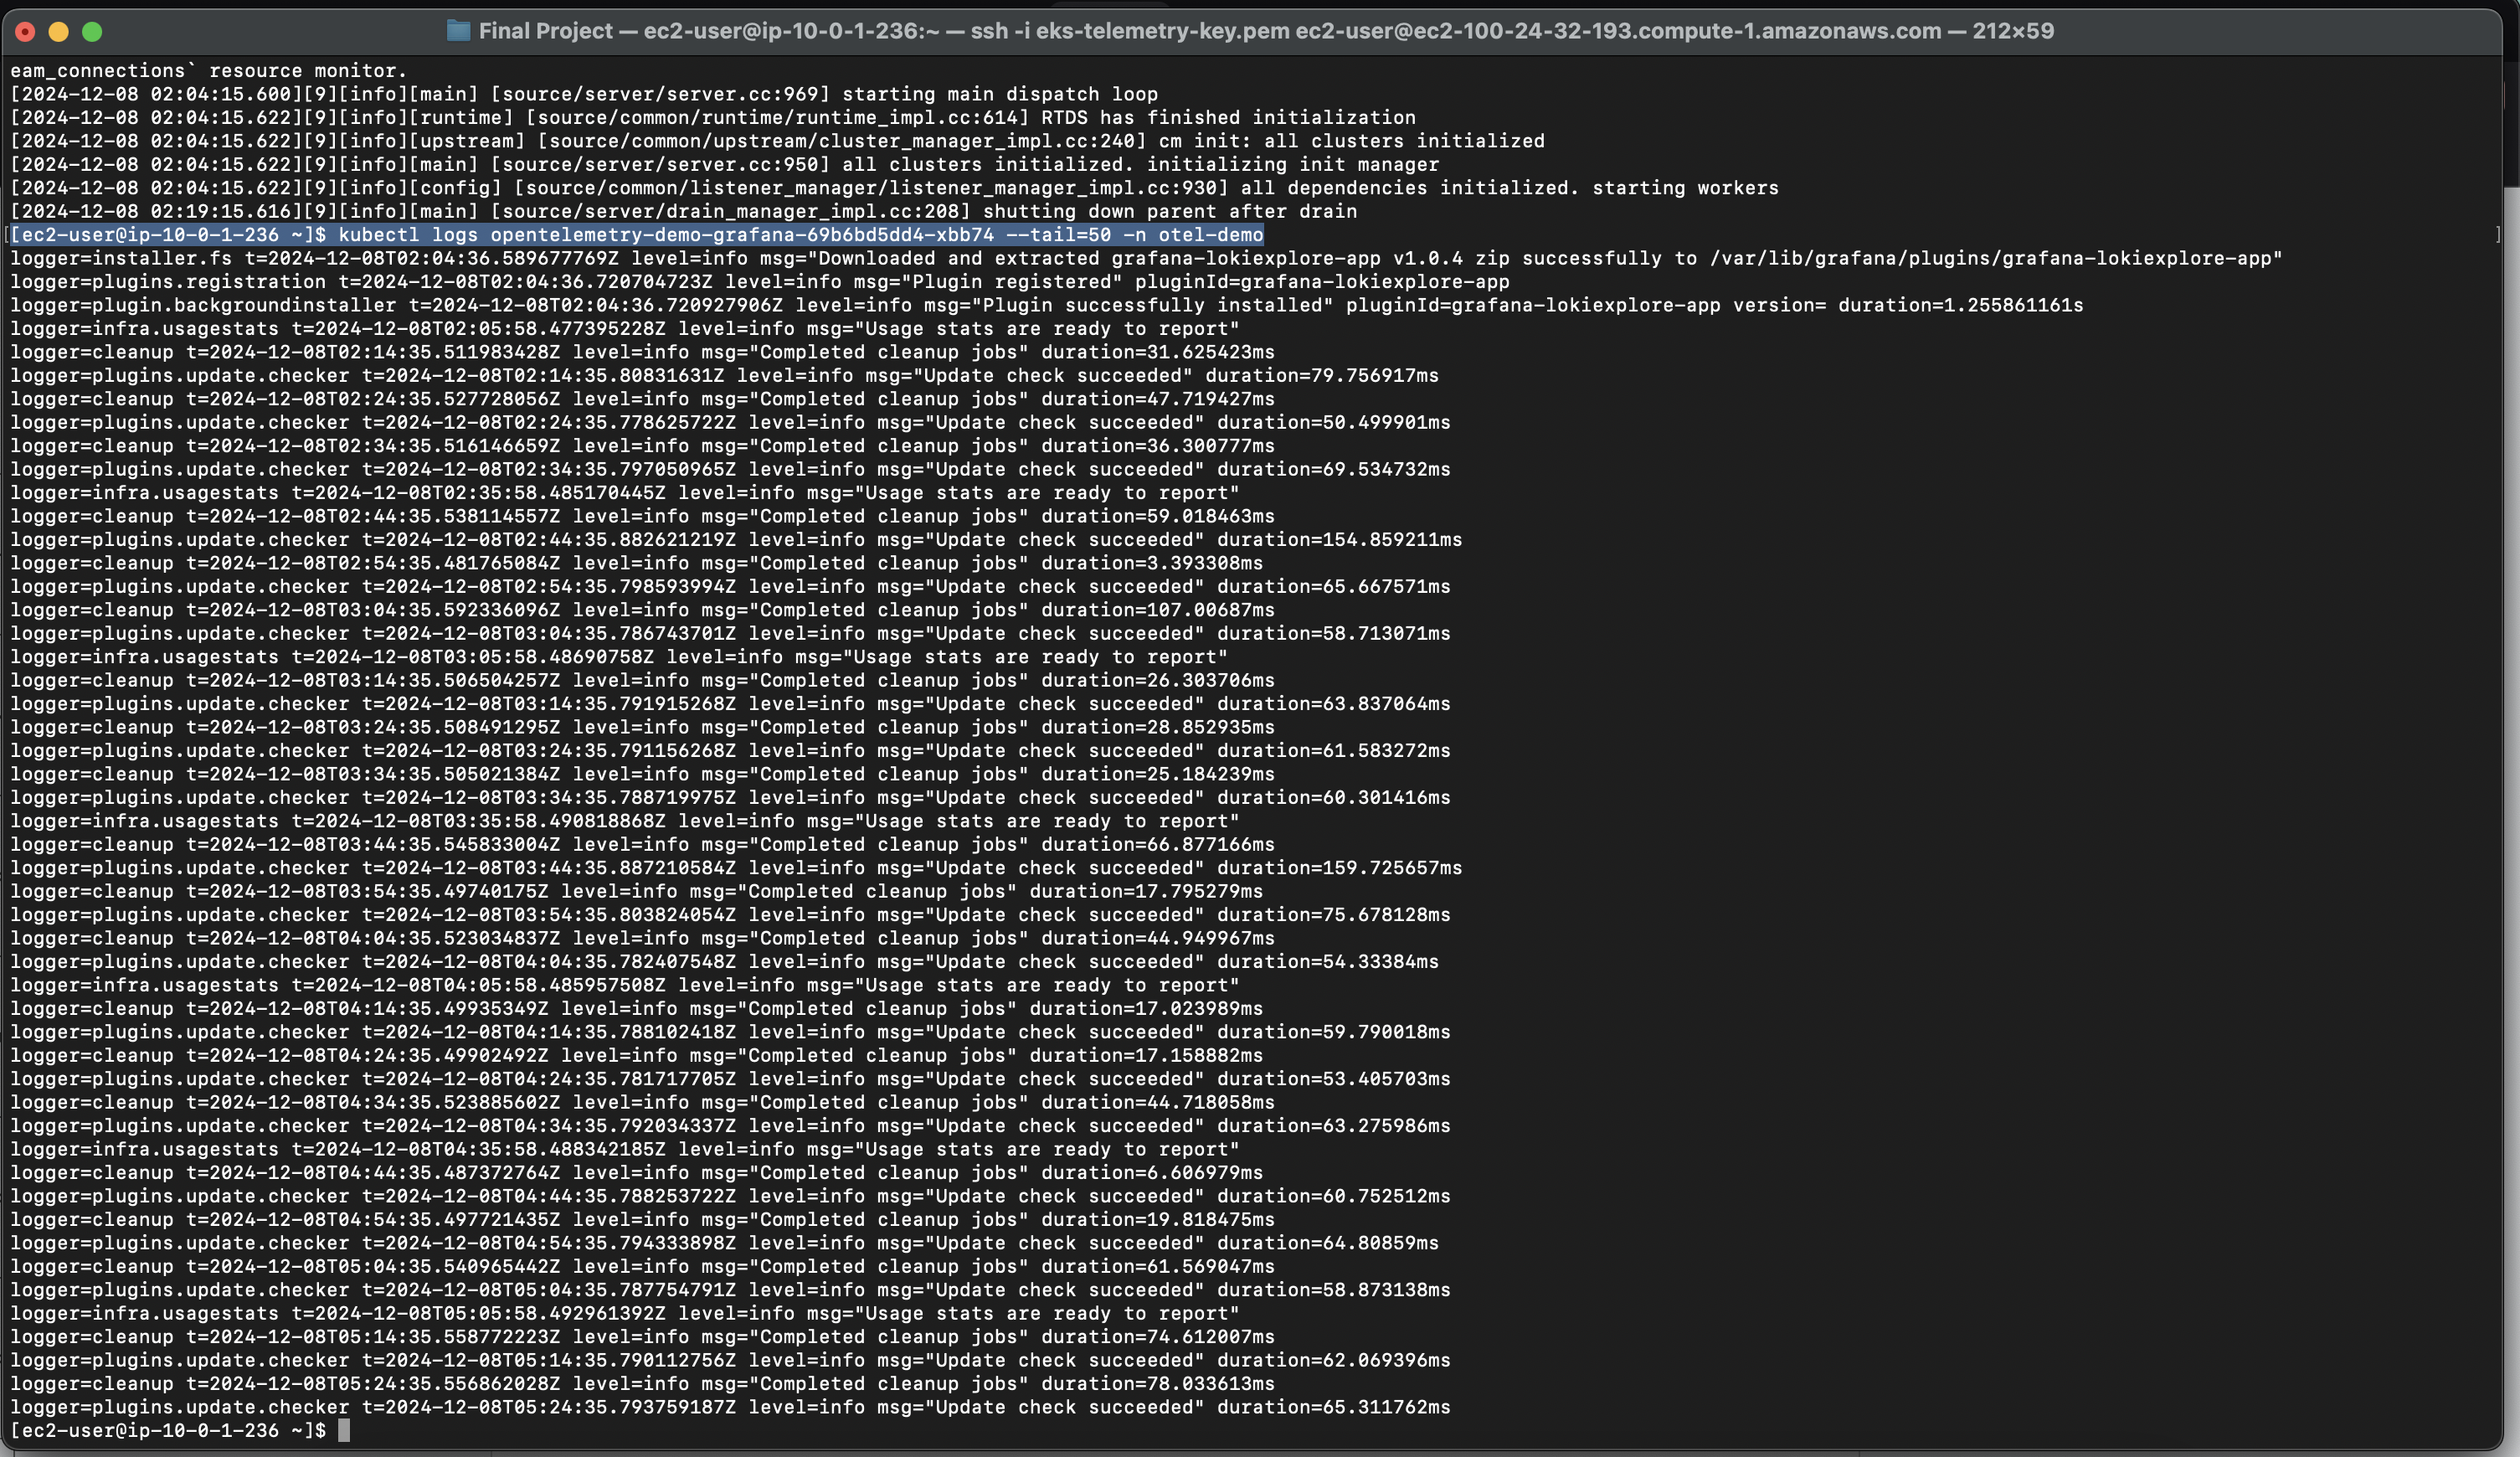 Final Project — ec2-user@ip-10-0-1-236:~ — ssh -i eks-telemetry-key.pem ec2-user@ec2-100-24-32-193.compute-1.amazonaws.com — 212×59
eam_connections` resource monitor.
[2024-12-08 02:04:15.600][9][info][main] [source/server/server.cc:969] starting main dispatch loop
[2024-12-08 02:04:15.622][9][info][runtime] [source/common/runtime/runtime_impl.cc:614] RTDS has finished initialization
[2024-12-08 02:04:15.622][9][info][upstream] [source/common/upstream/cluster_manager_impl.cc:240] cm init: all clusters initialized
[2024-12-08 02:04:15.622][9][info][main] [source/server/server.cc:950] all clusters initialized. initializing init manager
[2024-12-08 02:04:15.622][9][info][config] [source/common/listener_manager/listener_manager_impl.cc:930] all dependencies initialized. starting workers
[2024-12-08 02:19:15.616][9][info][main] [source/server/drain_manager_impl.cc:208] shutting down parent after drain
[[ec2-user@ip-10-0-1-236 ~]$ kubectl logs opentelemetry-demo-grafana-69b6bd5dd4-xbb74 --tail=50 -n otel-demo ]
logger=installer.fs t=2024-12-08T02:04:36.589677769Z level=info msg="Downloaded and extracted grafana-lokiexplore-app v1.0.4 zip successfully to /var/lib/grafana/plugins/grafana-lokiexplore-app"
logger=plugins.registration t=2024-12-08T02:04:36.720704723Z level=info msg="Plugin registered" pluginId=grafana-lokiexplore-app
logger=plugin.backgroundinstaller t=2024-12-08T02:04:36.720927906Z level=info msg="Plugin successfully installed" pluginId=grafana-lokiexplore-app version= duration=1.255861161s
logger=infra.usagestats t=2024-12-08T02:05:58.477395228Z level=info msg="Usage stats are ready to report"
logger=cleanup t=2024-12-08T02:14:35.511983428Z level=info msg="Completed cleanup jobs" duration=31.625423ms
logger=plugins.update.checker t=2024-12-08T02:14:35.80831631Z level=info msg="Update check succeeded" duration=79.756917ms
logger=cleanup t=2024-12-08T02:24:35.527728056Z level=info msg="Completed cleanup jobs" duration=47.719427ms
logger=plugins.update.checker t=2024-12-08T02:24:35.778625722Z level=info msg="Update check succeeded" duration=50.499901ms
logger=cleanup t=2024-12-08T02:34:35.516146659Z level=info msg="Completed cleanup jobs" duration=36.300777ms
logger=plugins.update.checker t=2024-12-08T02:34:35.797050965Z level=info msg="Update check succeeded" duration=69.534732ms
logger=infra.usagestats t=2024-12-08T02:35:58.485170445Z level=info msg="Usage stats are ready to report"
logger=cleanup t=2024-12-08T02:44:35.538114557Z level=info msg="Completed cleanup jobs" duration=59.018463ms
logger=plugins.update.checker t=2024-12-08T02:44:35.882621219Z level=info msg="Update check succeeded" duration=154.859211ms
logger=cleanup t=2024-12-08T02:54:35.481765084Z level=info msg="Completed cleanup jobs" duration=3.393308ms
logger=plugins.update.checker t=2024-12-08T02:54:35.798593994Z level=info msg="Update check succeeded" duration=65.667571ms
logger=cleanup t=2024-12-08T03:04:35.592336096Z level=info msg="Completed cleanup jobs" duration=107.00687ms
logger=plugins.update.checker t=2024-12-08T03:04:35.786743701Z level=info msg="Update check succeeded" duration=58.713071ms
logger=infra.usagestats t=2024-12-08T03:05:58.48690758Z level=info msg="Usage stats are ready to report"
logger=cleanup t=2024-12-08T03:14:35.506504257Z level=info msg="Completed cleanup jobs" duration=26.303706ms
logger=plugins.update.checker t=2024-12-08T03:14:35.791915268Z level=info msg="Update check succeeded" duration=63.837064ms
logger=cleanup t=2024-12-08T03:24:35.508491295Z level=info msg="Completed cleanup jobs" duration=28.852935ms
logger=plugins.update.checker t=2024-12-08T03:24:35.791156268Z level=info msg="Update check succeeded" duration=61.583272ms
logger=cleanup t=2024-12-08T03:34:35.505021384Z level=info msg="Completed cleanup jobs" duration=25.184239ms
logger=plugins.update.checker t=2024-12-08T03:34:35.788719975Z level=info msg="Update check succeeded" duration=60.301416ms
logger=infra.usagestats t=2024-12-08T03:35:58.490818868Z level=info msg="Usage stats are ready to report"
logger=cleanup t=2024-12-08T03:44:35.545833004Z level=info msg="Completed cleanup jobs" duration=66.877166ms
logger=plugins.update.checker t=2024-12-08T03:44:35.887210584Z level=info msg="Update check succeeded" duration=159.725657ms
logger=cleanup t=2024-12-08T03:54:35.49740175Z level=info msg="Completed cleanup jobs" duration=17.795279ms
logger=plugins.update.checker t=2024-12-08T03:54:35.803824054Z level=info msg="Update check succeeded" duration=75.678128ms
logger=cleanup t=2024-12-08T04:04:35.523034837Z level=info msg="Completed cleanup jobs" duration=44.949967ms
logger=plugins.update.checker t=2024-12-08T04:04:35.782407548Z level=info msg="Update check succeeded" duration=54.33384ms
logger=infra.usagestats t=2024-12-08T04:05:58.485957508Z level=info msg="Usage stats are ready to report"
logger=cleanup t=2024-12-08T04:14:35.49935349Z level=info msg="Completed cleanup jobs" duration=17.023989ms
logger=plugins.update.checker t=2024-12-08T04:14:35.788102418Z level=info msg="Update check succeeded" duration=59.790018ms
logger=cleanup t=2024-12-08T04:24:35.49902492Z level=info msg="Completed cleanup jobs" duration=17.158882ms
logger=plugins.update.checker t=2024-12-08T04:24:35.781717705Z level=info msg="Update check succeeded" duration=53.405703ms
logger=cleanup t=2024-12-08T04:34:35.523885602Z level=info msg="Completed cleanup jobs" duration=44.718058ms
logger=plugins.update.checker t=2024-12-08T04:34:35.792034337Z level=info msg="Update check succeeded" duration=63.275986ms
logger=infra.usagestats t=2024-12-08T04:35:58.488342185Z level=info msg="Usage stats are ready to report"
logger=cleanup t=2024-12-08T04:44:35.487372764Z level=info msg="Completed cleanup jobs" duration=6.606979ms
logger=plugins.update.checker t=2024-12-08T04:44:35.788253722Z level=info msg="Update check succeeded" duration=60.752512ms
logger=cleanup t=2024-12-08T04:54:35.497721435Z level=info msg="Completed cleanup jobs" duration=19.818475ms
logger=plugins.update.checker t=2024-12-08T04:54:35.794333898Z level=info msg="Update check succeeded" duration=64.80859ms
logger=cleanup t=2024-12-08T05:04:35.540965442Z level=info msg="Completed cleanup jobs" duration=61.569047ms
logger=plugins.update.checker t=2024-12-08T05:04:35.787754791Z level=info msg="Update check succeeded" duration=58.873138ms
logger=infra.usagestats t=2024-12-08T05:05:58.492961392Z level=info msg="Usage stats are ready to report"
logger=cleanup t=2024-12-08T05:14:35.558772223Z level=info msg="Completed cleanup jobs" duration=74.612007ms
logger=plugins.update.checker t=2024-12-08T05:14:35.790112756Z level=info msg="Update check succeeded" duration=62.069396ms
logger=cleanup t=2024-12-08T05:24:35.556862028Z level=info msg="Completed cleanup jobs" duration=78.033613ms
logger=plugins.update.checker t=2024-12-08T05:24:35.793759187Z level=info msg="Update check succeeded" duration=65.311762ms
[ec2-user@ip-10-0-1-236 ~]$